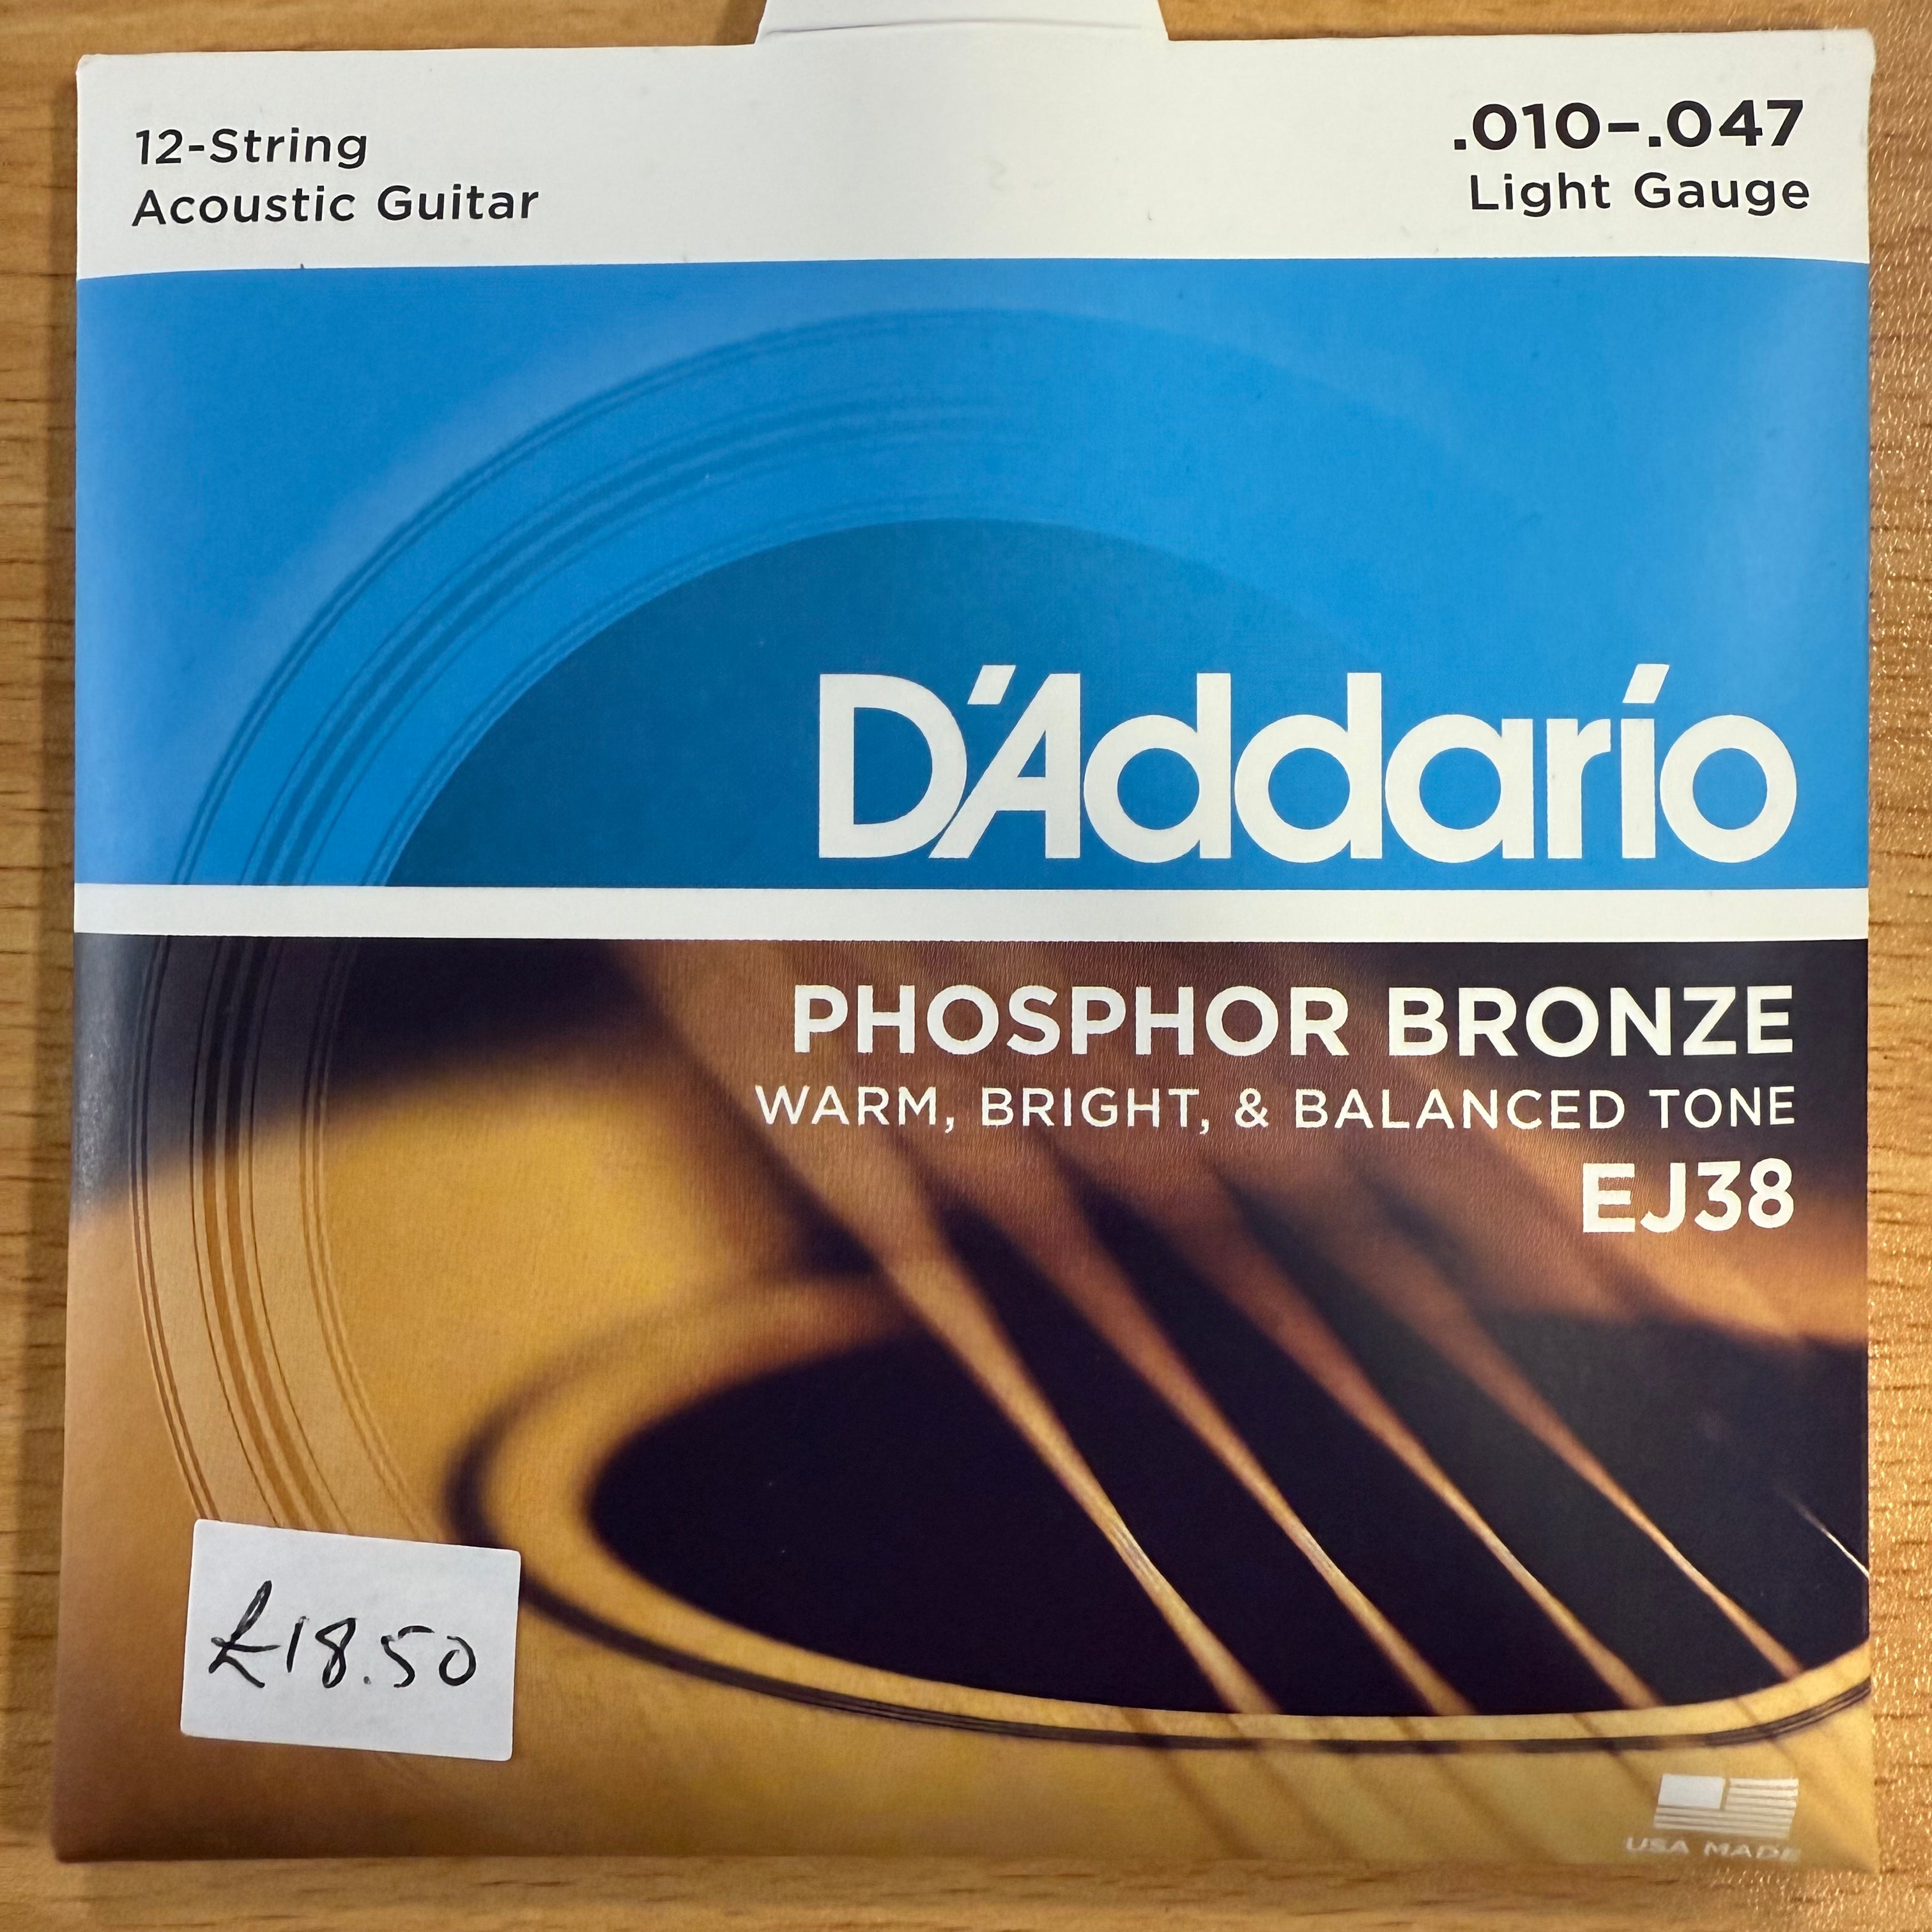 12-String
Acoustic Guitar
.010–.047
Light Gauge
D'Addario
PHOSPHOR BRONZE
WARM, BRIGHT, & BALANCED TONE
EJ38
£18.50
USA MADE